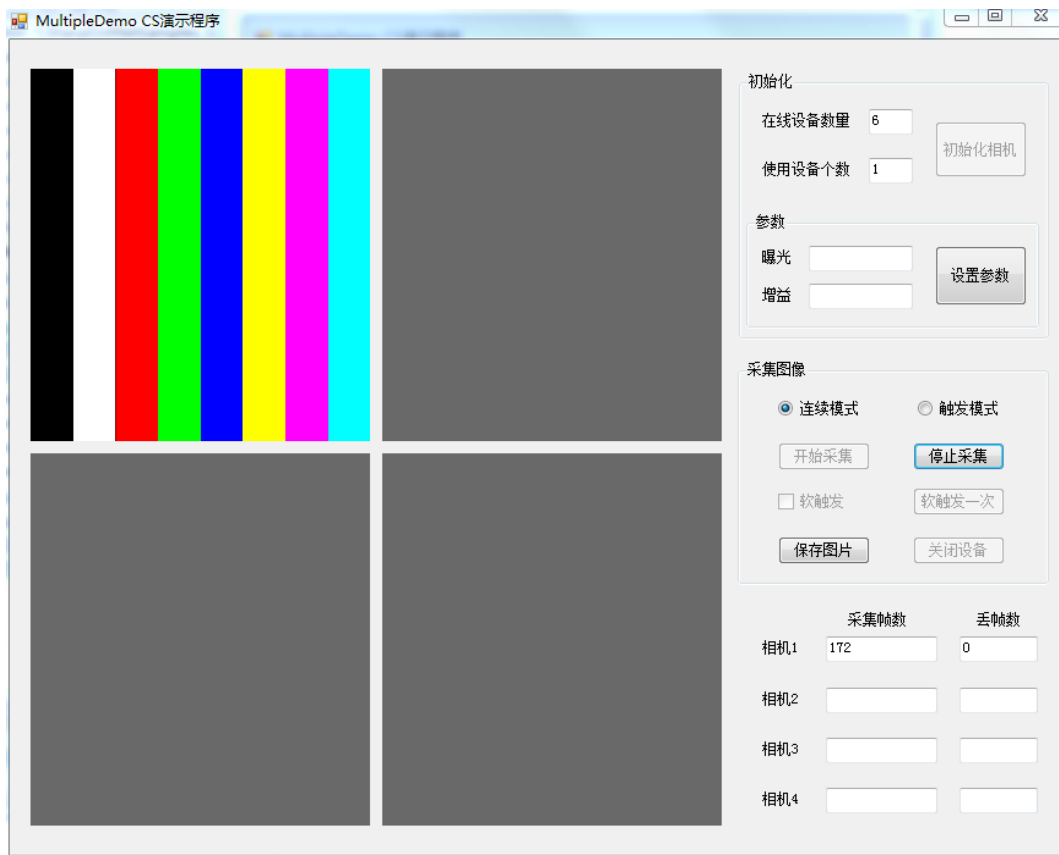 MultipleDemo CS演示程序
初始化
在线设备数量 6
初始化相机
使用设备个数 1
参数
曝光
设置参数
增益
采集图像
连续模式 触发模式
开始采集 停止采集
软触发 软触发一次
保存图片 关闭设备
采集帧数 丢帧数
相机1 172 0
相机2
相机3
相机4